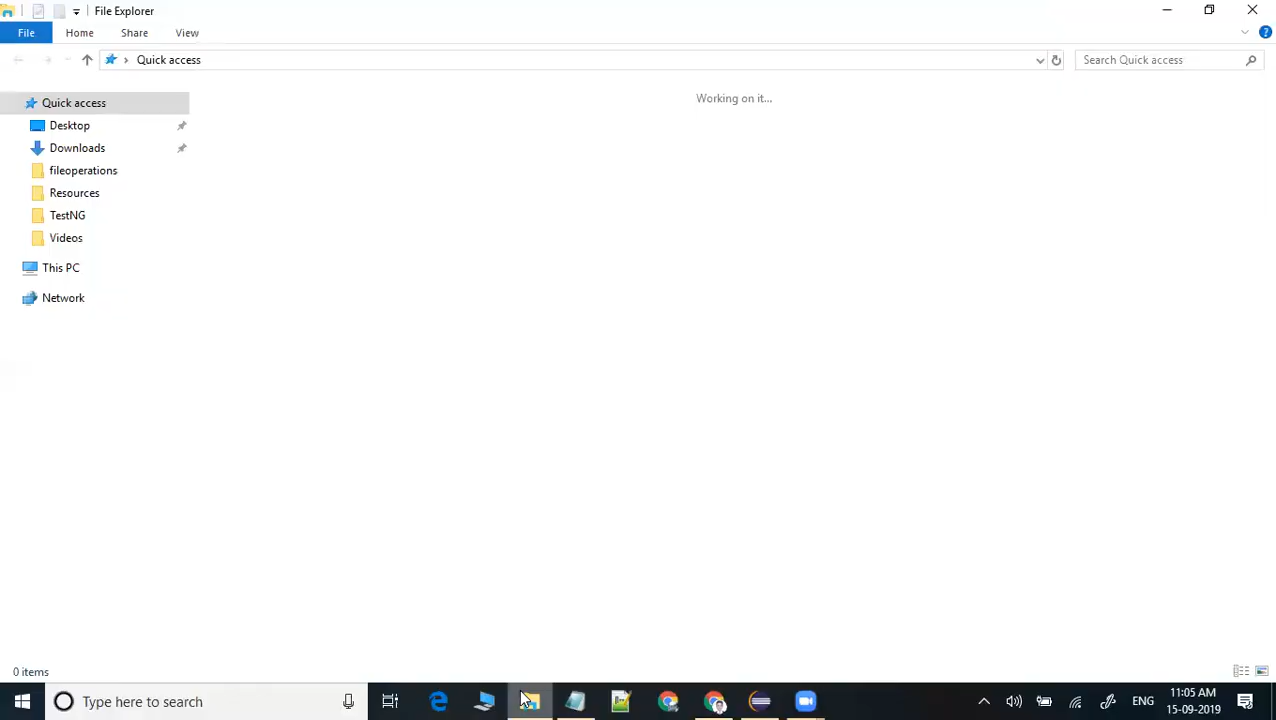 File Explorer
File Home Share View
Quick access Search Quick access
Quick access
Working on it...
Desktop
Downloads
fileoperations
Resources
TestNG
Videos
This PC
Network
0 items
Type here to search
ENG
11:05 AM
15-09-2019